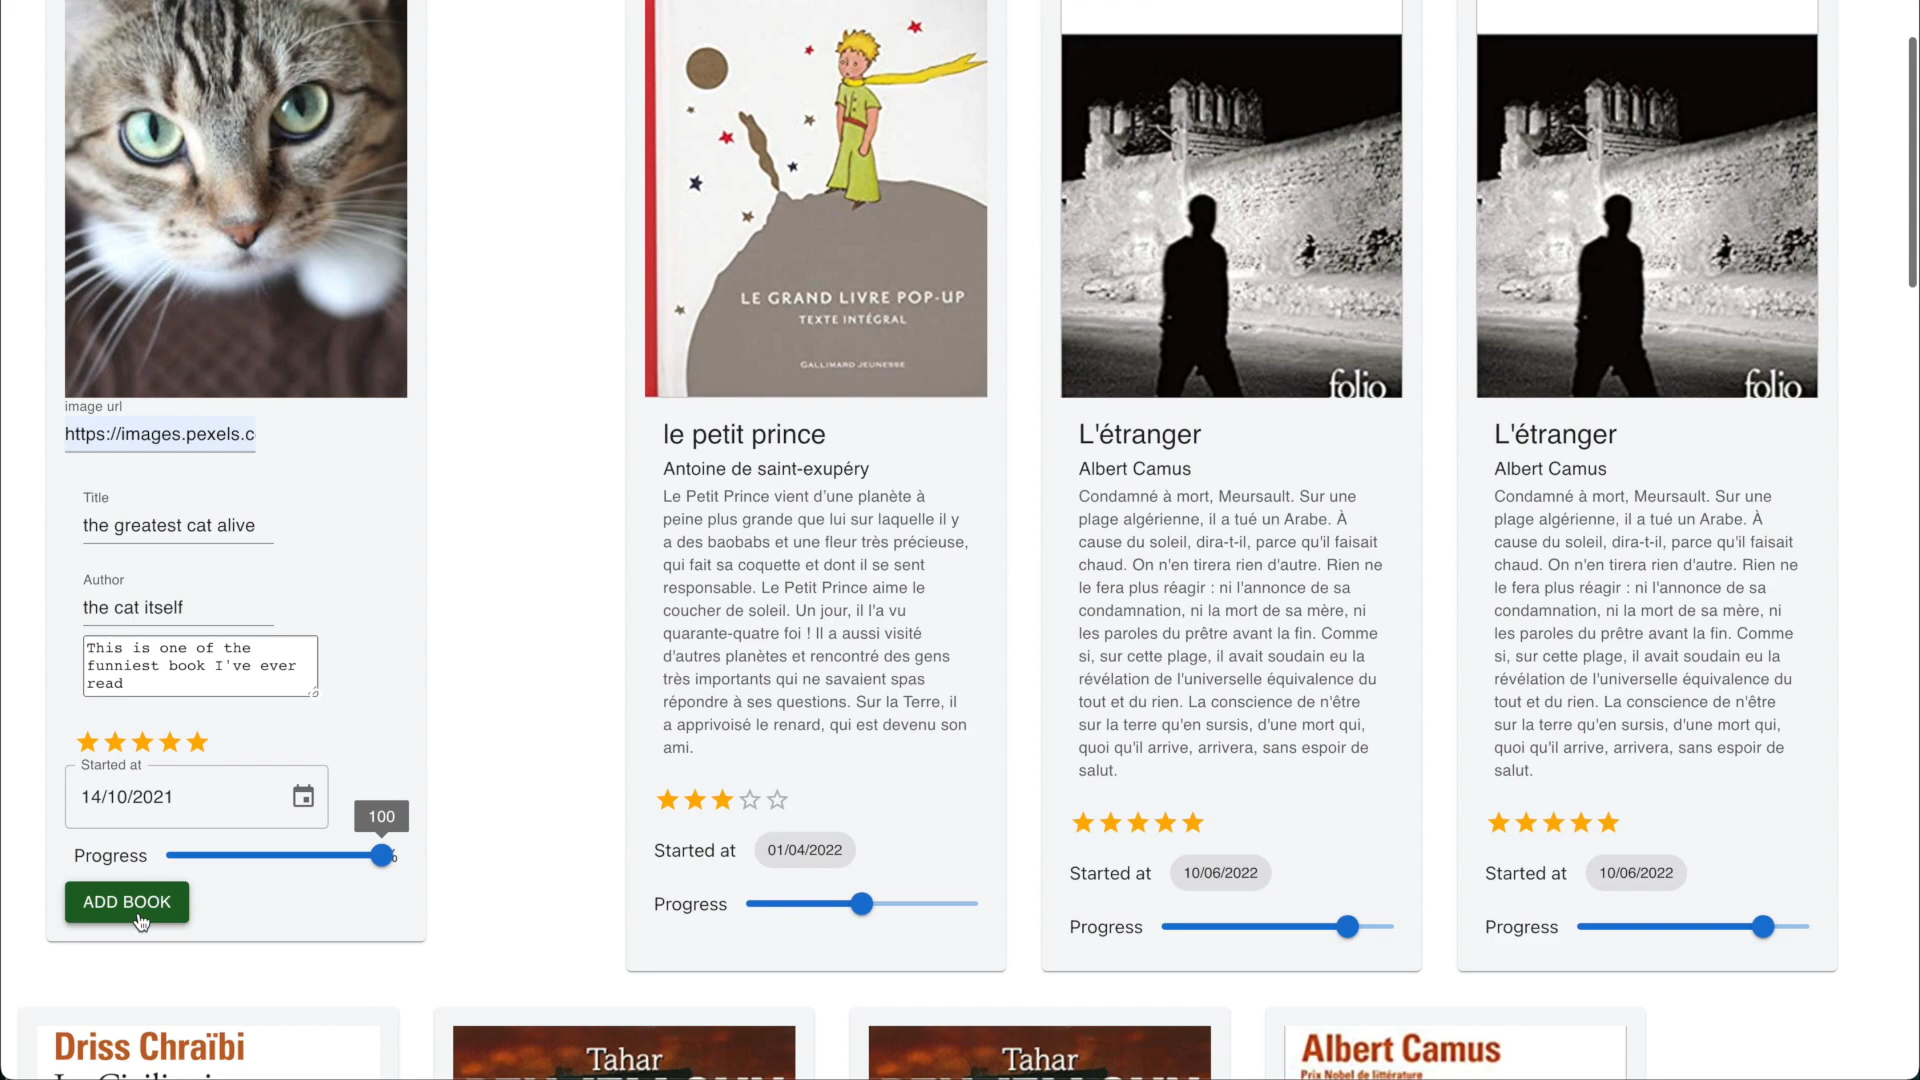 image url
https://images.pexels.c
Title
the greatest cat alive
Author
the cat itself
This is one of the
funniest book I've ever
read
Started at
14/10/2021
100
Progress
ADD BOOK
LE GRAND LIVRE POP-UP
TEXTE INTÉGRAL
GALLIMARD JEUNESSE
le petit prince
Antoine de saint-exupéry
Le Petit Prince vient d’une planète à
peine plus grande que lui sur laquelle il y
a des baobabs et une fleur très précieuse,
qui fait sa coquette et dont il se sent
responsable. Le Petit Prince aime le
coucher de soleil. Un jour, il l'a vu
quarante-quatre foi ! Il a aussi visité
d'autres planètes et rencontré des gens
très importants qui ne savaient spas
répondre à ses questions. Sur la Terre, il
a apprivoisé le renard, qui est devenu son
ami.
Started at
01/04/2022
Progress
folio
L'étranger
Albert Camus
Condamné à mort, Meursault. Sur une
plage algérienne, il a tué un Arabe. À
cause du soleil, dira-t-il, parce qu'il faisait
chaud. On n'en tirera rien d'autre. Rien ne
le fera plus réagir : ni l'annonce de sa
condamnation, ni la mort de sa mère, ni
les paroles du prêtre avant la fin. Comme
si, sur cette plage, il avait soudain eu la
révélation de l'universelle équivalence du
tout et du rien. La conscience de n'être
sur la terre qu'en sursis, d'une mort qui,
quoi qu'il arrive, arrivera, sans espoir de
salut.
Started at
10/06/2022
Progress
folio
L'étranger
Albert Camus
Condamné à mort, Meursault. Sur une
plage algérienne, il a tué un Arabe. À
cause du soleil, dira-t-il, parce qu'il faisait
chaud. On n'en tirera rien d'autre. Rien ne
le fera plus réagir : ni l'annonce de sa
condamnation, ni la mort de sa mère, ni
les paroles du prêtre avant la fin. Comme
si, sur cette plage, il avait soudain eu la
révélation de l'universelle équivalence du
tout et du rien. La conscience de n'être
sur la terre qu'en sursis, d'une mort qui,
quoi qu'il arrive, arrivera, sans espoir de
salut.
Started at
10/06/2022
Progress
Driss Chraïbi
Tahar
Tahar
Albert Camus
Prix Nobel de littérature